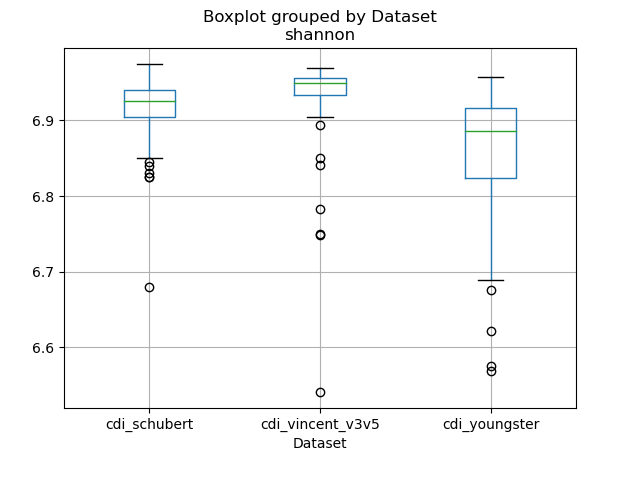 Boxplot grouped by Dataset
shannon
6.9
6.8
6.7
6.6
cdi_schubert cdi_vincent_v3v5 cdi_youngster
Dataset